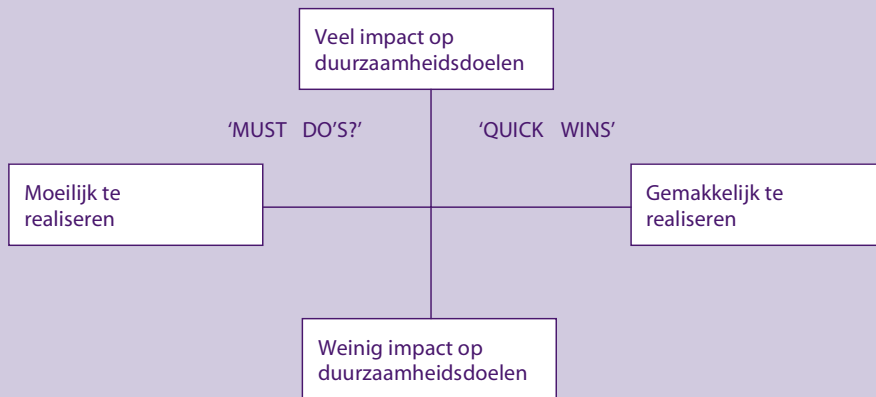 Veel impact op
duurzaamheidsdoelen
‘MUST DO'S?’ ‘QUICK WINS’
Moeilijk te
realiseren
Gemakkelijk te
realiseren
Weinig impact op
duurzaamheidsdoelen